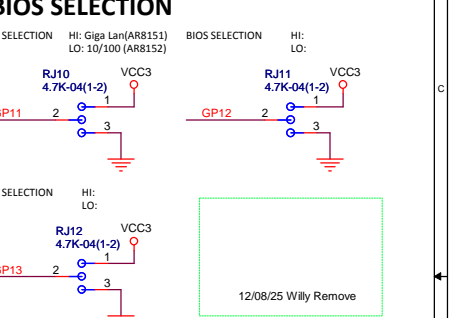 BIOS SELECTION
SELECTION HI: Giga Lan(AR8151)
LO: 10/100 (AR8152)
BIOS SELECTION HI:
LO:
RJ10 VCC3
4.7K-04(1-2)
1
GP11 2
3
RJ11 VCC3
4.7K-04(1-2)
1
GP12 2
3
C
SELECTION HI:
LO:
RJ12 VCC3
4.7K-04(1-2)
1
GP13 2
3
12/08/25 Willy Remove